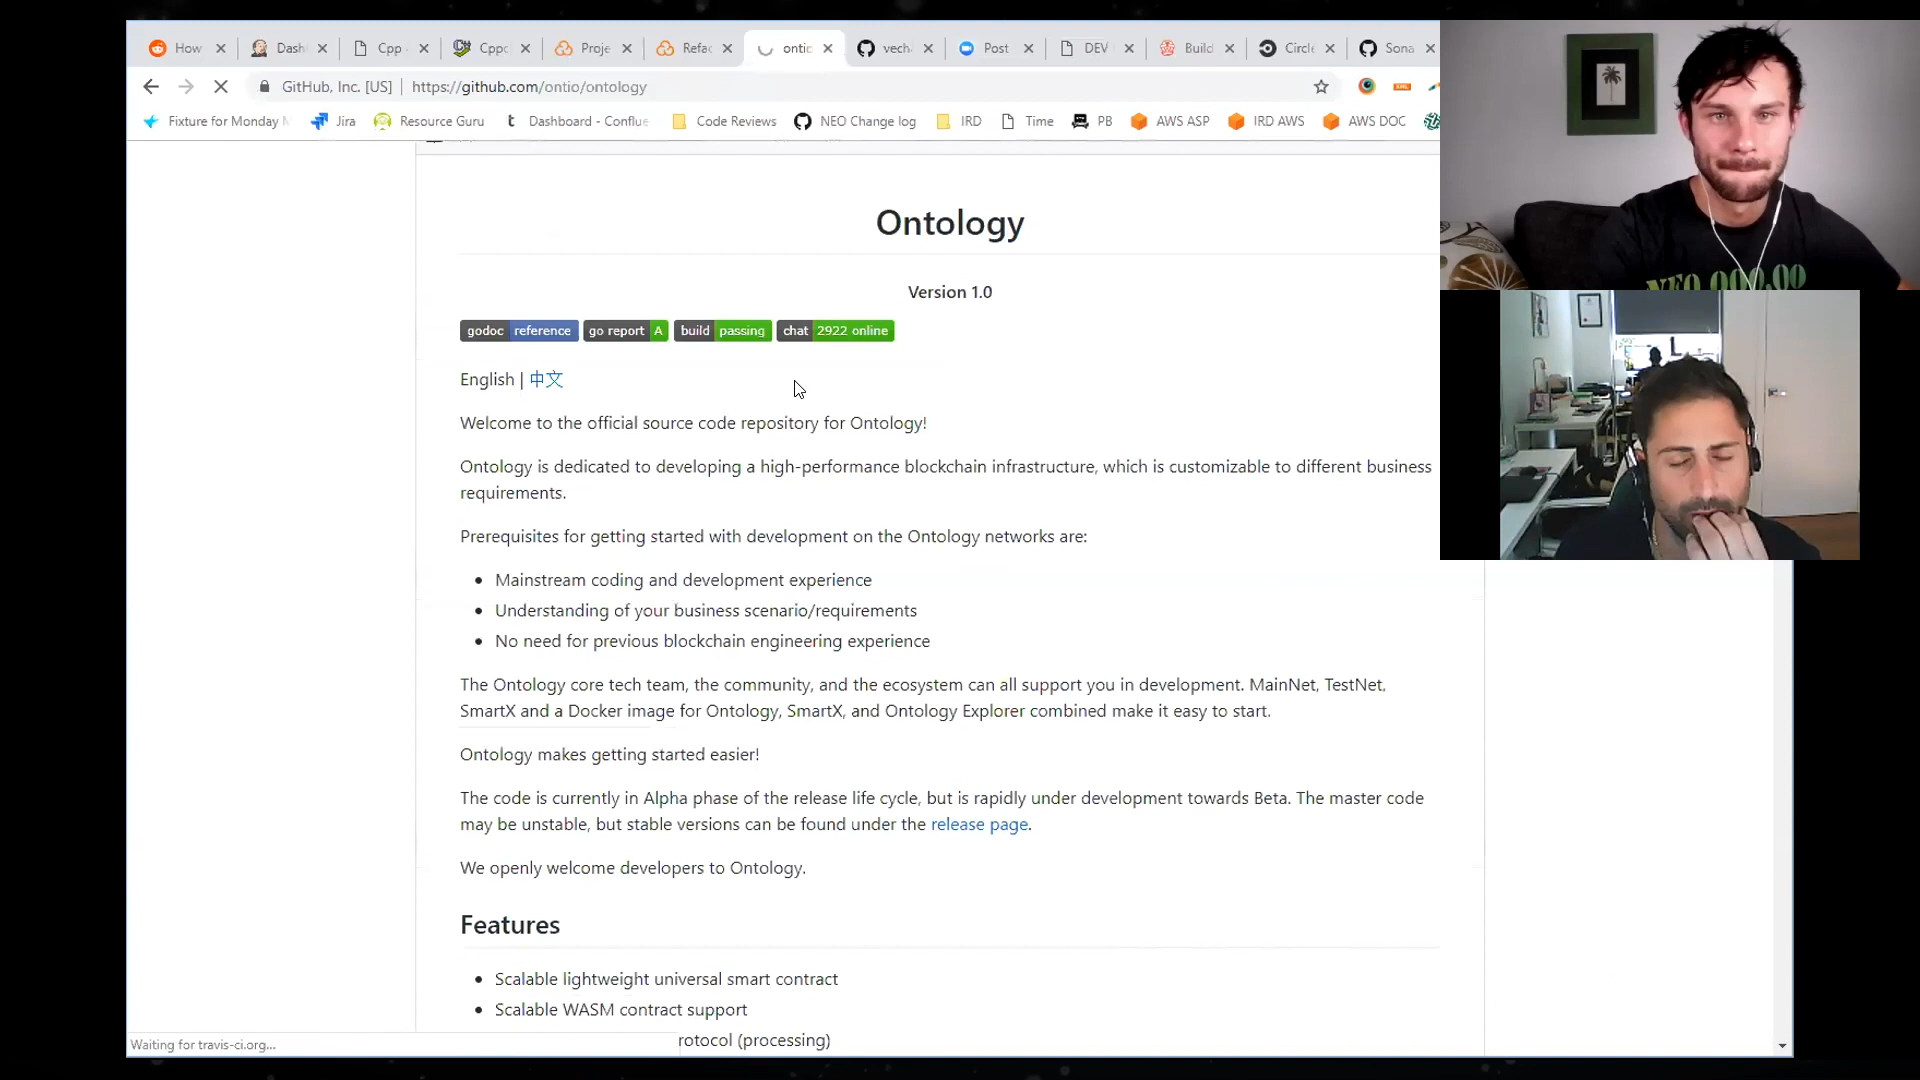 How
Dash
Cpp
Cppc
Proje
Refac
ontic
vech
Post
DEV
Build
Circle
Sona
GitHub, Inc. [US]
https://github.com/ontio/ontology
Fixture for Monday
Jira
Resource Guru
Dashboard - Conflue
Code Reviews
NEO Change log
IRD
Time
PB
AWS ASP
IRD AWS
AWS DOC
Ontology
Version 1.0
godoc reference
go report A
build passing
chat 2922 online
English | 中文
Welcome to the official source code repository for Ontology!
Ontology is dedicated to developing a high-performance blockchain infrastructure, which is customizable to different business
requirements.
Prerequisites for getting started with development on the Ontology networks are:
Mainstream coding and development experience
Understanding of your business scenario/requirements
No need for previous blockchain engineering experience
The Ontology core tech team, the community, and the ecosystem can all support you in development. MainNet, TestNet,
SmartX and a Docker image for Ontology, SmartX, and Ontology Explorer combined make it easy to start.
Ontology makes getting started easier!
The code is currently in Alpha phase of the release life cycle, but is rapidly under development towards Beta. The master code
may be unstable, but stable versions can be found under the release page.
We openly welcome developers to Ontology.
Features
Scalable lightweight universal smart contract
Scalable WASM contract support
rotocol (processing)
Waiting for travis-ci.org...